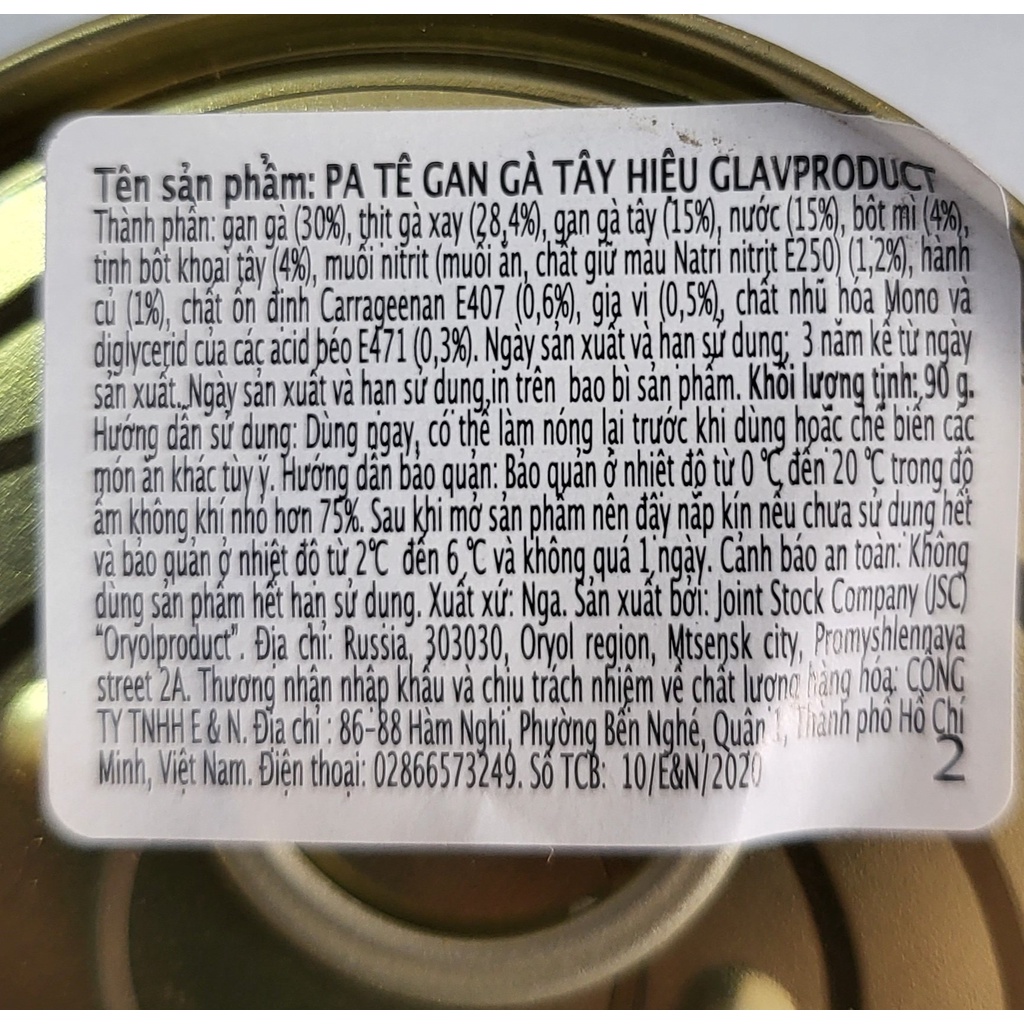 Tên sản phẩm: PA TÊ GAN GÀ TÂY HIỆU GLAVPRODUCT
Thành phần: gan gà (30%), thịt gà xay (28,4%), gan gà tây (15%), nước (15%), bột mì (4%),
tinh bột khoai tây (4%), muối nitrit (muối ăn, chất giữ màu Natri nitrit E250) (1,2%), hành
củ (1%), chất ổn định Carrageenan E407 (0,6%), gia vị (0,5%), chất nhũ hóa Mono và
diglycerid của các acid béo E471 (0,3%). Ngày sản xuất và hạn sử dụng: 3 năm kể từ ngày
sản xuất. Ngày sản xuất và hạn sử dụng in trên bao bì sản phẩm. Khối lượng tịnh: 90 g.
Hướng dẫn sử dụng: Dùng ngay, có thể làm nóng lại trước khi dùng hoặc chế biến các
món ăn khác tùy ý. Hướng dẫn bảo quản: Bảo quản ở nhiệt độ từ 0 °C đến 20 °C trong độ
ẩm không khí nhỏ hơn 75%. Sau khi mở sản phẩm nên đậy nắp kín nếu chưa sử dụng hết
và bảo quản ở nhiệt độ từ 2°C đến 6 °C và không quá 1 ngày. Cảnh báo an toàn: Không
dùng sản phẩm hết hạn sử dụng. Xuất xứ: Nga. Sản xuất bởi: Joint Stock Company (JSC)
"Oryolproduct". Địa chỉ: Russia, 303030, Oryol region, Mtsensk city, Promyshlennaya
street 2A. Thương nhân nhập khẩu và chịu trách nhiệm về chất lượng hàng hóa: CÔNG
TY TNHH E & N. Địa chỉ : 86-88 Hàm Nghi, Phường Bến Nghé, Quận 1, Thành phố Hồ Chí
Minh, Việt Nam. Điện thoại: 02866573249. Số TCB: 10/E&N/2020
2